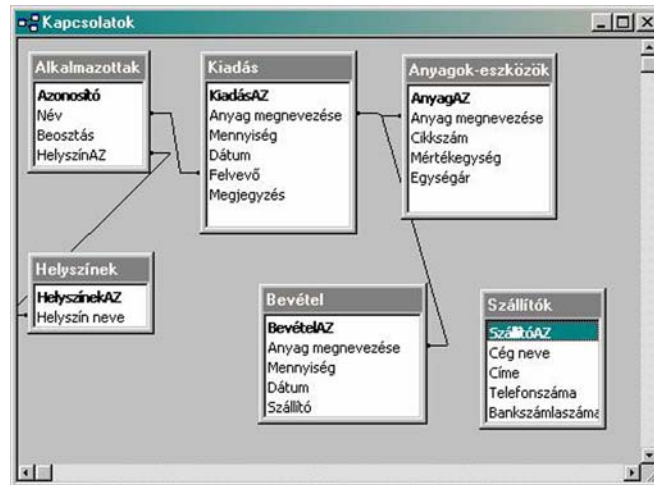 Kapcsolatok
Alkalmazottak
Azonosító
Név
Beosztás
HelyszínAZ
Kiadás
KiadásAZ
Anyag megnevezése
Mennyiség
Dátum
Felvevő
Megjegyzés
Anyagok-eszközök
AnyagAZ
Anyag megnevezése
Cikkszám
Mértékegység
Egységár
Helyszínek
HelyszínekAZ
Helyszín neve
Bevétel
BevételAZ
Anyag megnevezése
Mennyiség
Dátum
Szállító
Szállítók
SzállítóAZ
Cég neve
Címe
Telefonszáma
Bankszámlaszáma